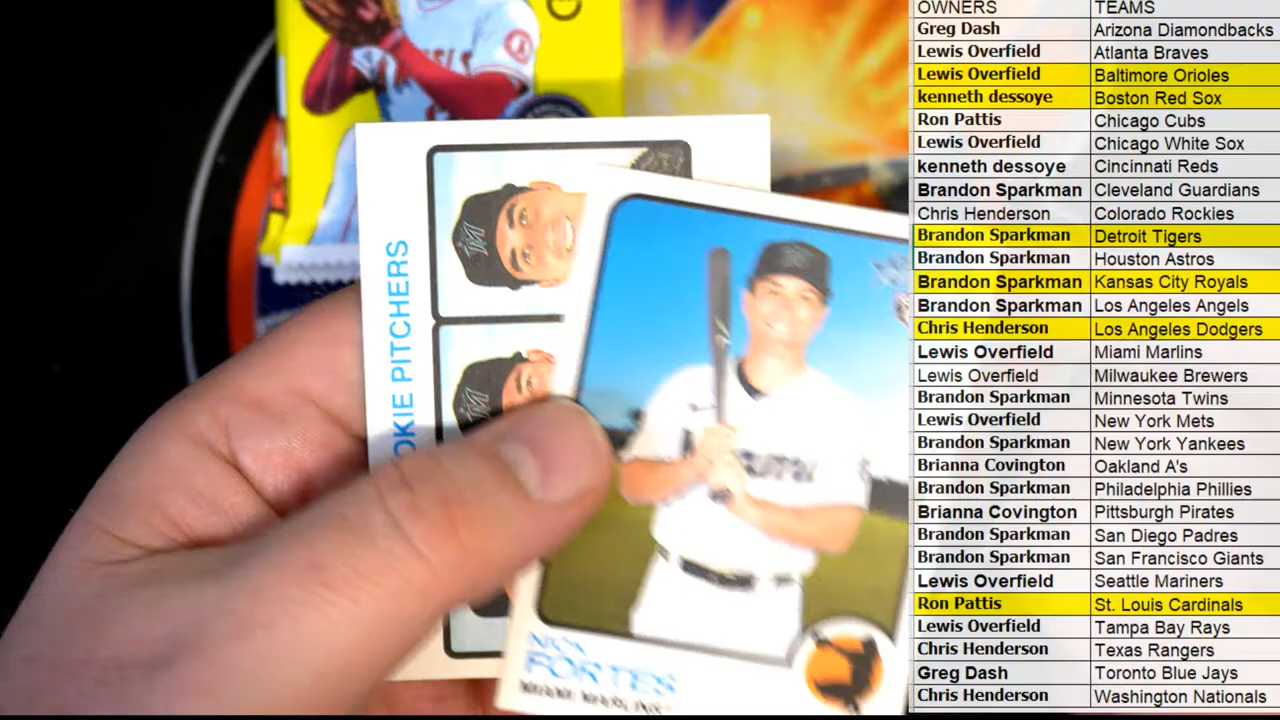 OKIE PITCHERS
NICK
FORTES
MIAMI MARLINS
OWNERS TEAMS
Greg Dash Arizona Diamondbacks
Lewis Overfield Atlanta Braves
Lewis Overfield Baltimore Orioles
kenneth dessoye Boston Red Sox
Ron Pattis Chicago Cubs
Lewis Overfield Chicago White Sox
kenneth dessoye Cincinnati Reds
Brandon Sparkman Cleveland Guardians
Chris Henderson Colorado Rockies
Brandon Sparkman Detroit Tigers
Brandon Sparkman Houston Astros
Brandon Sparkman Kansas City Royals
Brandon Sparkman Los Angeles Angels
Chris Henderson Los Angeles Dodgers
Lewis Overfield Miami Marlins
Lewis Overfield Milwaukee Brewers
Brandon Sparkman Minnesota Twins
Lewis Overfield New York Mets
Brandon Sparkman New York Yankees
Brianna Covington Oakland A's
Brandon Sparkman Philadelphia Phillies
Brianna Covington Pittsburgh Pirates
Brandon Sparkman San Diego Padres
Brandon Sparkman San Francisco Giants
Lewis Overfield Seattle Mariners
Ron Pattis St. Louis Cardinals
Lewis Overfield Tampa Bay Rays
Chris Henderson Texas Rangers
Greg Dash Toronto Blue Jays
Chris Henderson Washington Nationals